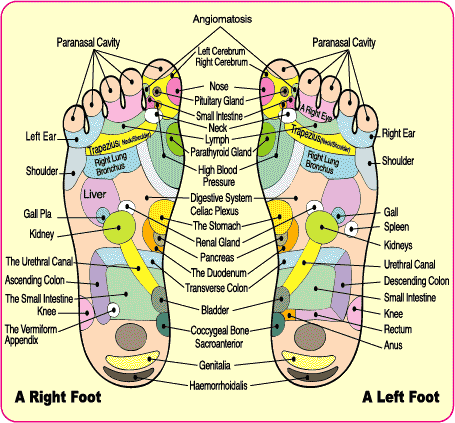 Angiomatosis
Paranasal Cavity
Paranasal Cavity
Left Cerebrum
Right Cerebrum
Nose
Pituitary Gland
Small Intestine
Neck
Lymph
Parathyroid Gland
High Blood
Pressure
Digestive System
Celiac Plexus
The Stomach
Renal Gland
Pancreas
The Duodenum
Transverse Colon
Bladder
Coccygeal Bone
Sacroanterior
Genitalia
Haemorrhoidalis
Left Ear
Trapezius(Neck/Shoulder)
Right Lung
Bronchus
Shoulder
Liver
Gall Pla
Kidney
The Urethral Canal
Ascending Colon
The Small Intestine
Knee
The Vermiform
Appendix
A Right Foot
A Right Eye
Right Ear
Trapezius(Neck/Shoulder)
Right Lung
Bronchus
Shoulder
Gall
Spleen
Kidneys
Urethral Canal
Descending Colon
Small Intestine
Knee
Rectum
Anus
A Left Foot